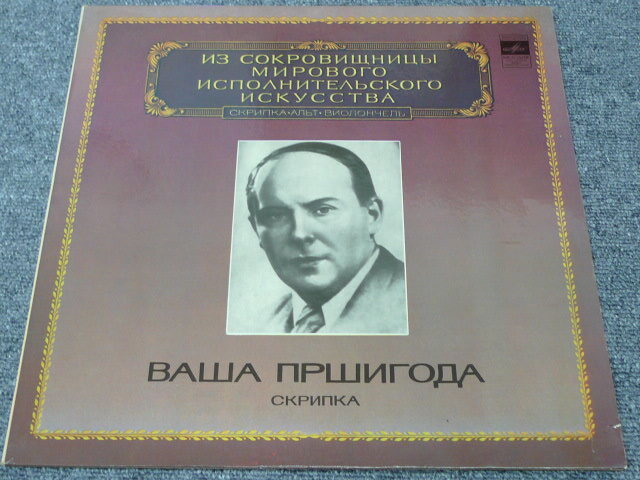 ИЗ СОКРОВИЩНИЦЫ
МИРОВОГО
ИСПОЛНИТЕЛЬСКОГО
ИСКУССТВА
СКРИПКА•АЛЬТ•ВИОЛОНЧЕЛЬ
ВАША ПРШИГОДА
СКРИПКА